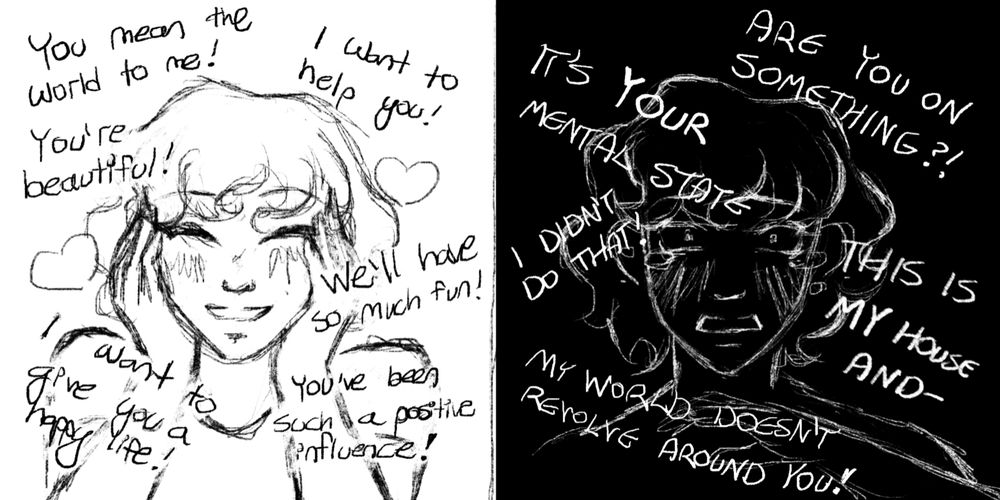 You mean the
world to me!
I want to
help you!
You're
beautiful!
We'll have
so much fun!
I want to
give you a
happy life!
You've been
such a positive
influence!
ARE YOU ON
SOMETHING?!
IT'S YOUR
MENTAL STATE
I DIDN'T
DO THAT!
THIS IS
MY HOUSE
AND-
MY WORLD DOESN'T
REVOLVE AROUND YOU!